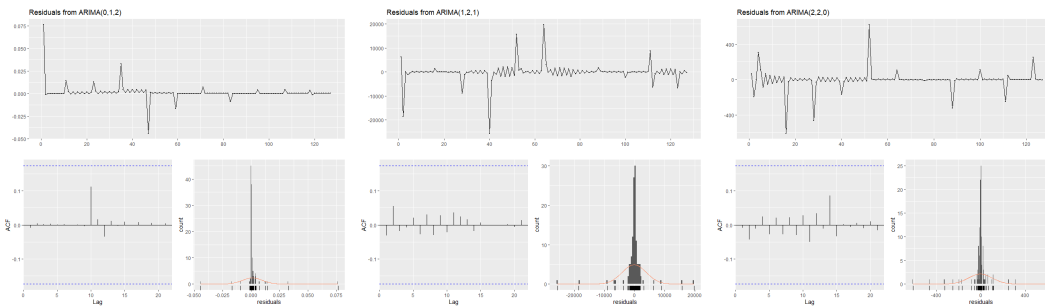 Residuals from ARIMA(0,1,2)
0.075
0.050
0.025
0.000
-0.025
-0.050
0 20 40 60 80 100 120
0.1
0.0
-0.1
ACF
0 5 10 15 20
Lag
40
30
20
10
0
count
-0.050 -0.025 0.000 0.025 0.050 0.075
residuals
Residuals from ARIMA(1,2,1)
20000
10000
0
-10000
-20000
0 20 40 60 80 100 120
0.1
0.0
-0.1
ACF
0 5 10 15 20
Lag
30
20
10
0
count
-20000 -10000 0 10000 20000
residuals
Residuals from ARIMA(2,2,0)
400
0
-400
0 20 40 60 80 100 120
0.1
0.0
-0.1
ACF
0 5 10 15 20
Lag
25
20
15
10
5
0
count
-400 0 400
residuals